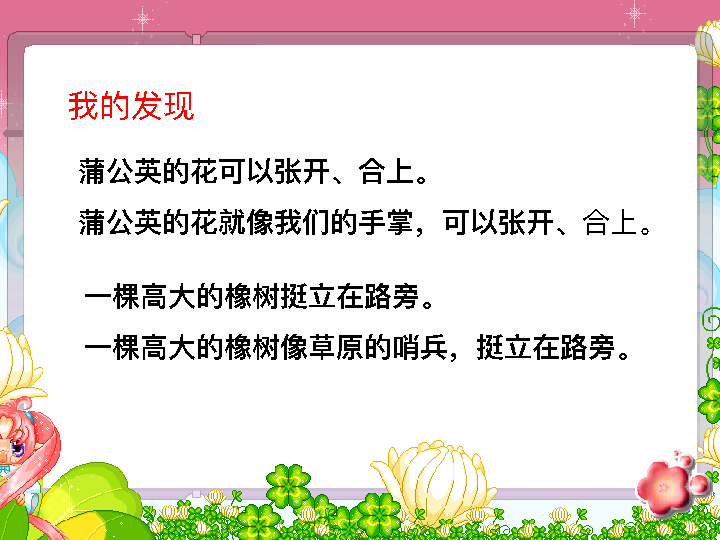 我的发现
蒲公英的花可以张开、合上。
蒲公英的花就像我们的手掌，可以张开、合上。
一棵高大的橡树挺立在路旁。
一棵高大的橡树像草原的哨兵，挺立在路旁。